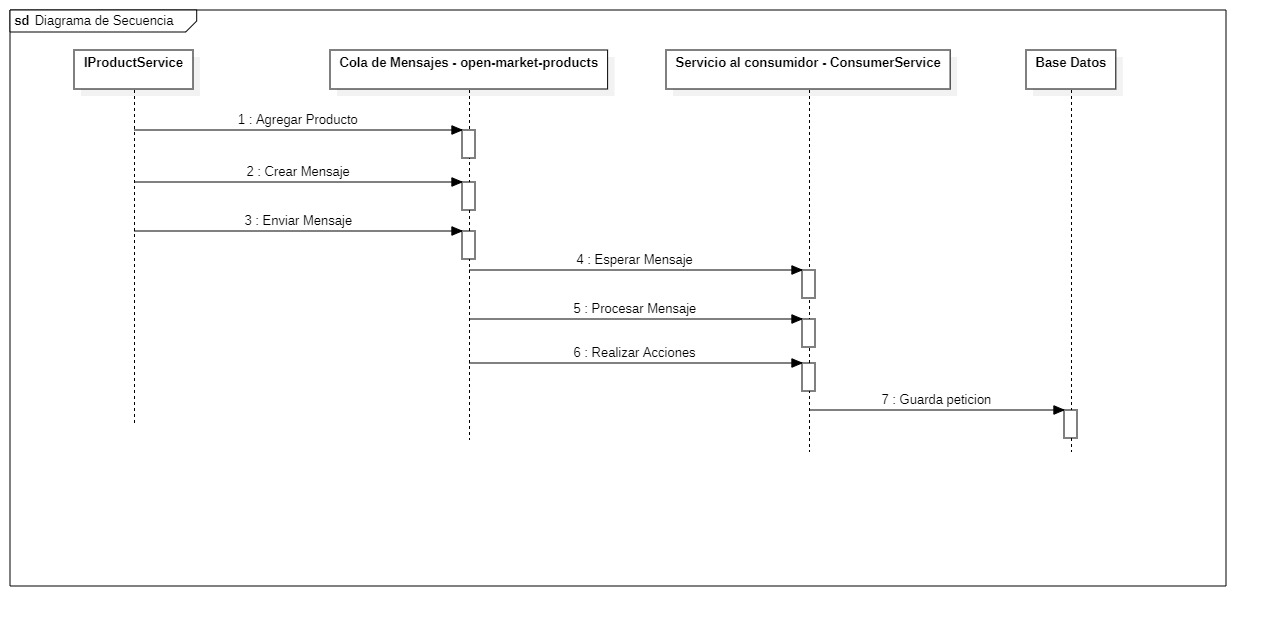 sd Diagrama de Secuencia
IProductService
Cola de Mensajes - open-market-products
Servicio al consumidor - ConsumerService
Base Datos
1 : Agregar Producto
2 : Crear Mensaje
3 : Enviar Mensaje
4 : Esperar Mensaje
5 : Procesar Mensaje
6 : Realizar Acciones
7 : Guarda peticion